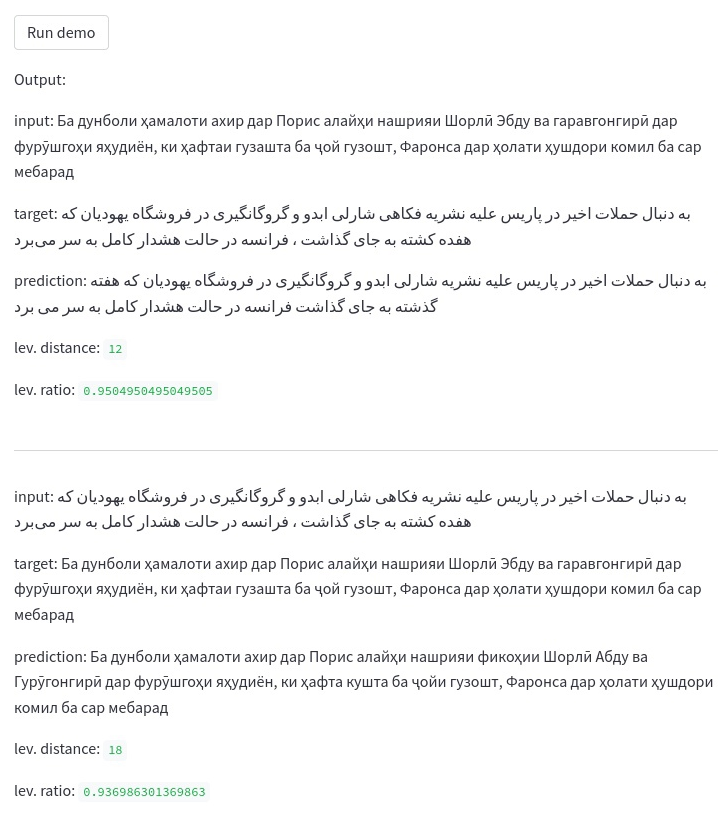 Run demo
Output:
input: Ба дунболи ҳамалоти ахир дар Порис алайҳи нашрияи Шорлӣ Эбду ва гаравгонгирӣ дар
фурӯшгоҳи яҳудиён, ки ҳафтаи гузашта ба ҷой гузошт, Фаронса дар ҳолати ҳушдори комил ба сар
мебарад
target: به دنبال حملات اخیر در پاریس علیه نشریه فکاهی شارلی ابدو و گروگانگیری در فروشگاه یهودیان که
هفده کشته به جای گذاشت ، فرانسه در حالت هشدار کامل به سر می‌برد
prediction: به دنبال حملات اخیر در پاریس علیه نشریه شارلی ابدو و گروگانگیری در فروشگاه یهودیان که هفته
گذشته به جای گذاشت فرانسه در حالت هشدار کامل به سر می برد
lev. distance: 12
lev. ratio: 0.9504950495049505
input: به دنبال حملات اخیر در پاریس علیه نشریه فکاهی شارلی ابدو و گروگانگیری در فروشگاه یهودیان که
هفده کشته به جای گذاشت ، فرانسه در حالت هشدار کامل به سر می‌برد
target: Ба дунболи ҳамалоти ахир дар Порис алайҳи нашрияи Шорлӣ Эбду ва гаравгонгирӣ дар
фурӯшгоҳи яҳудиён, ки ҳафтаи гузашта ба ҷой гузошт, Фаронса дар ҳолати ҳушдори комил ба сар
мебарад
prediction: Ба дунболи ҳамалоти ахир дар Порис алайҳи нашрияи фикоҳии Шорлӣ Абду ва
Гурӯгонгирӣ дар фурӯшгоҳи яҳудиён, ки ҳафта кушта ба ҷойи гузошт, Фаронса дар ҳолати ҳушдори
комил ба сар мебарад
lev. distance: 18
lev. ratio: 0.936986301369863